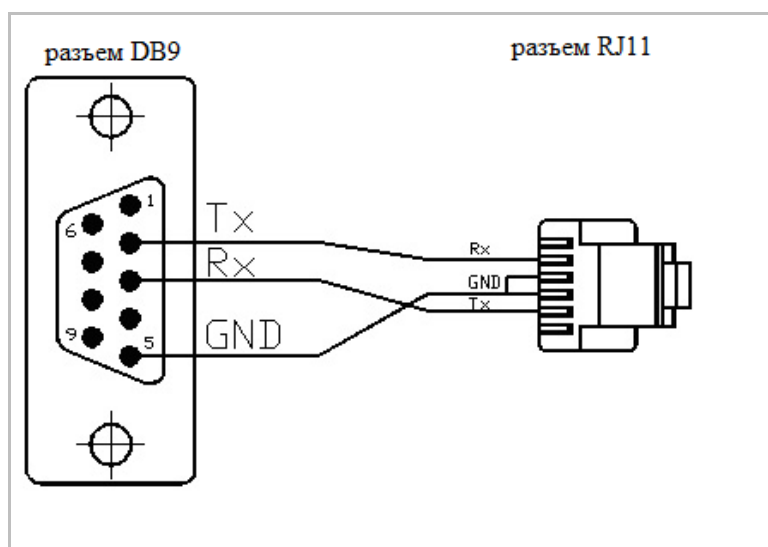 разъем DB9
разъем RJ11
1
6
Tx
Rx
Rx
GND
Tx
GND
9
5